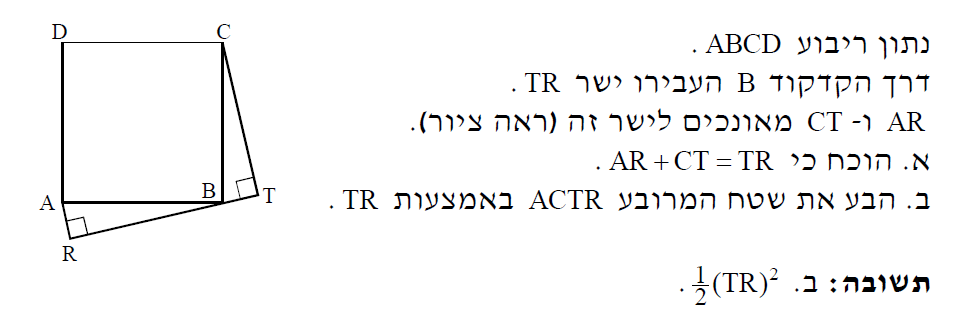 נתון ריבוע ABCD .
דרך הקדקוד B העבירו ישר TR .
AR ו- CT מאונכים לישר זה (ראה ציור).
א. הוכח כי AR + CT = TR .
ב. הבע את שטח המרובע ACTR באמצעות TR .
תשובה: ב. ½(TR)² .
D C
A B T
R